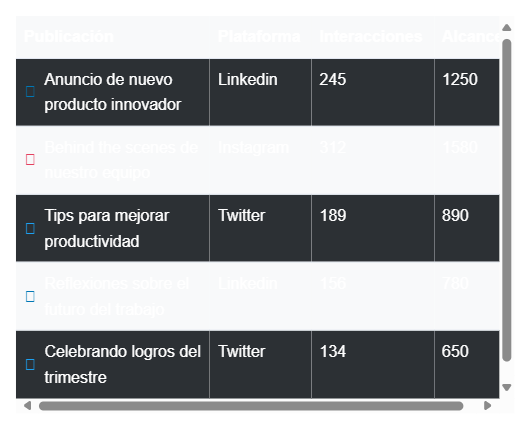 Publicación Plataforma Interacciones Alcance
Anuncio de nuevo Linkedin 245 1250
producto innovador
Behind the scenes de Instagram 312 1580
nuestro equipo
Tips para mejorar Twitter 189 890
productividad
Reflexiones sobre el Linkedin 156 780
futuro del trabajo
Celebrando logros del Twitter 134 650
trimestre